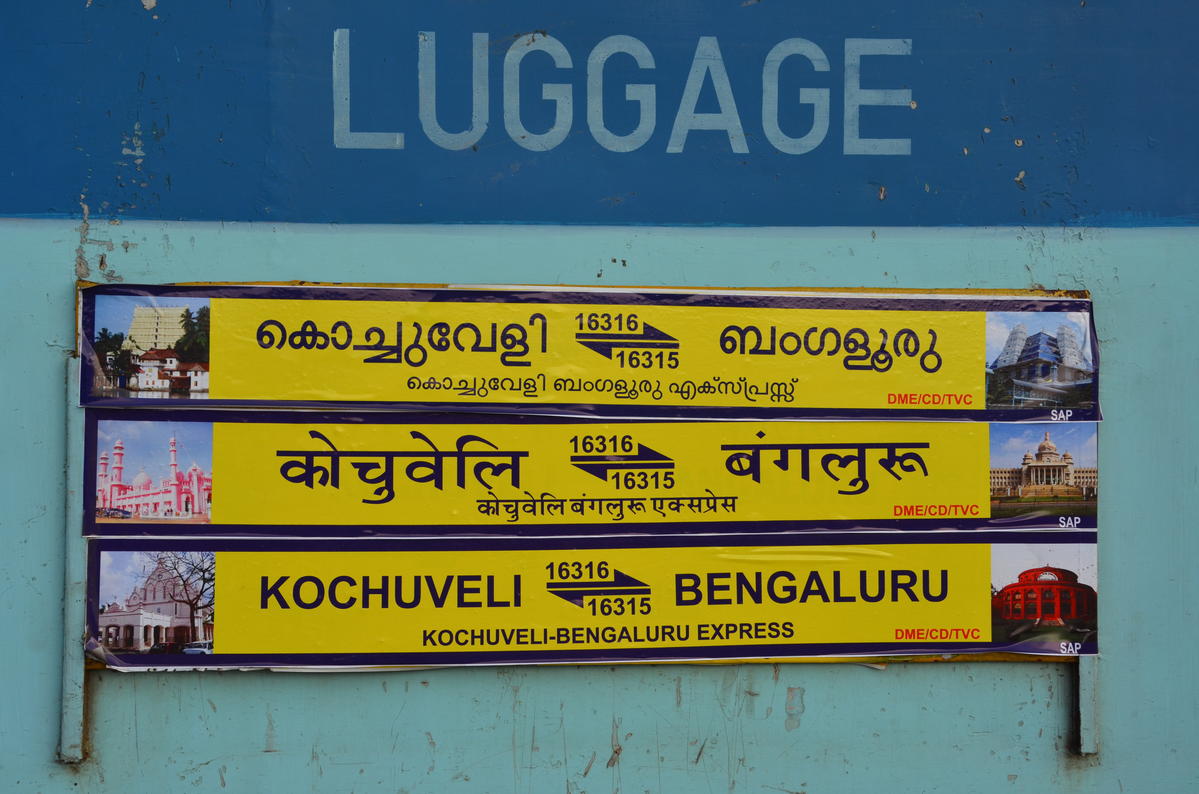 LUGGAGE
കൊച്ചുവേളി 16316 ബംഗളൂരു
16315
കൊച്ചുവേളി ബംഗളൂരു എക്സ്പ്രസ്സ്
DME/CD/TVC
SAP
कोचुवेलि 16316 बंगलुरू
16315
कोचुवेलि बंगलुरू एक्सप्रेस
DME/CD/TVC
SAP
KOCHUVELI 16316 BENGALURU
16315
KOCHUVELI-BENGALURU EXPRESS
DME/CD/TVC
SAP